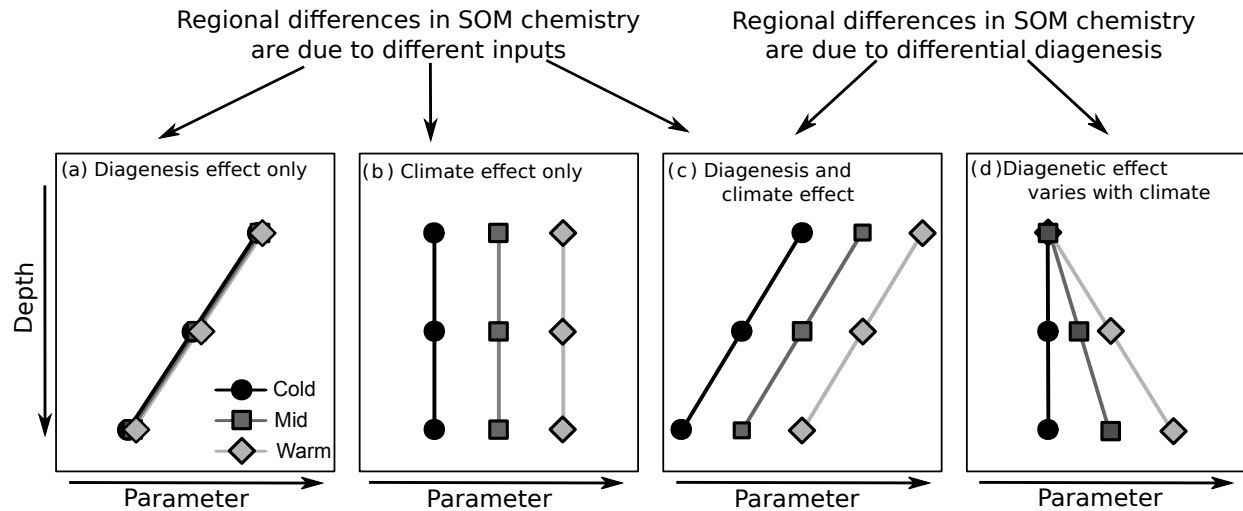 Regional differences in SOM chemistry
are due to different inputs
Regional differences in SOM chemistry
are due to differential diagenesis
(a) Diagenesis effect only
(b) Climate effect only
(c) Diagenesis and
climate effect
(d)Diagenetic effect
varies with climate
Depth
Cold
Mid
Warm
Parameter
Parameter
Parameter
Parameter